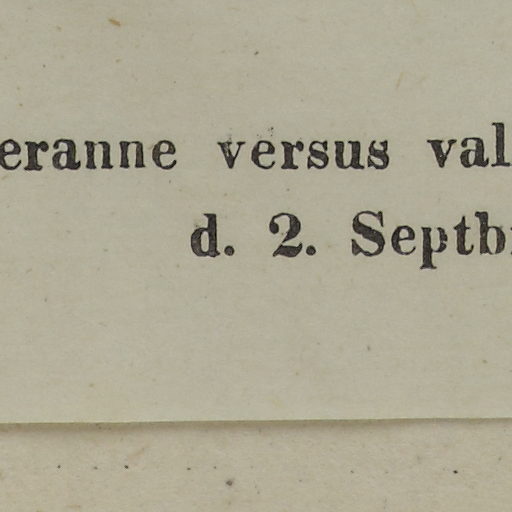 eranne versus val
d. 2. Septb